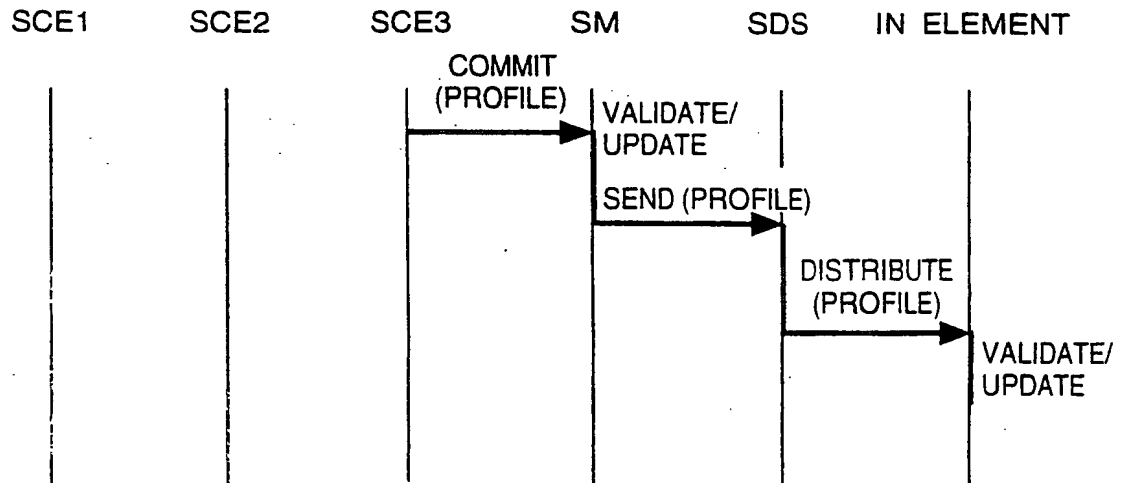 SCE1 SCE2 SCE3 SM SDS IN ELEMENT
COMMIT
(PROFILE)
VALIDATE/
UPDATE
SEND (PROFILE)
DISTRIBUTE
(PROFILE)
VALIDATE/
UPDATE